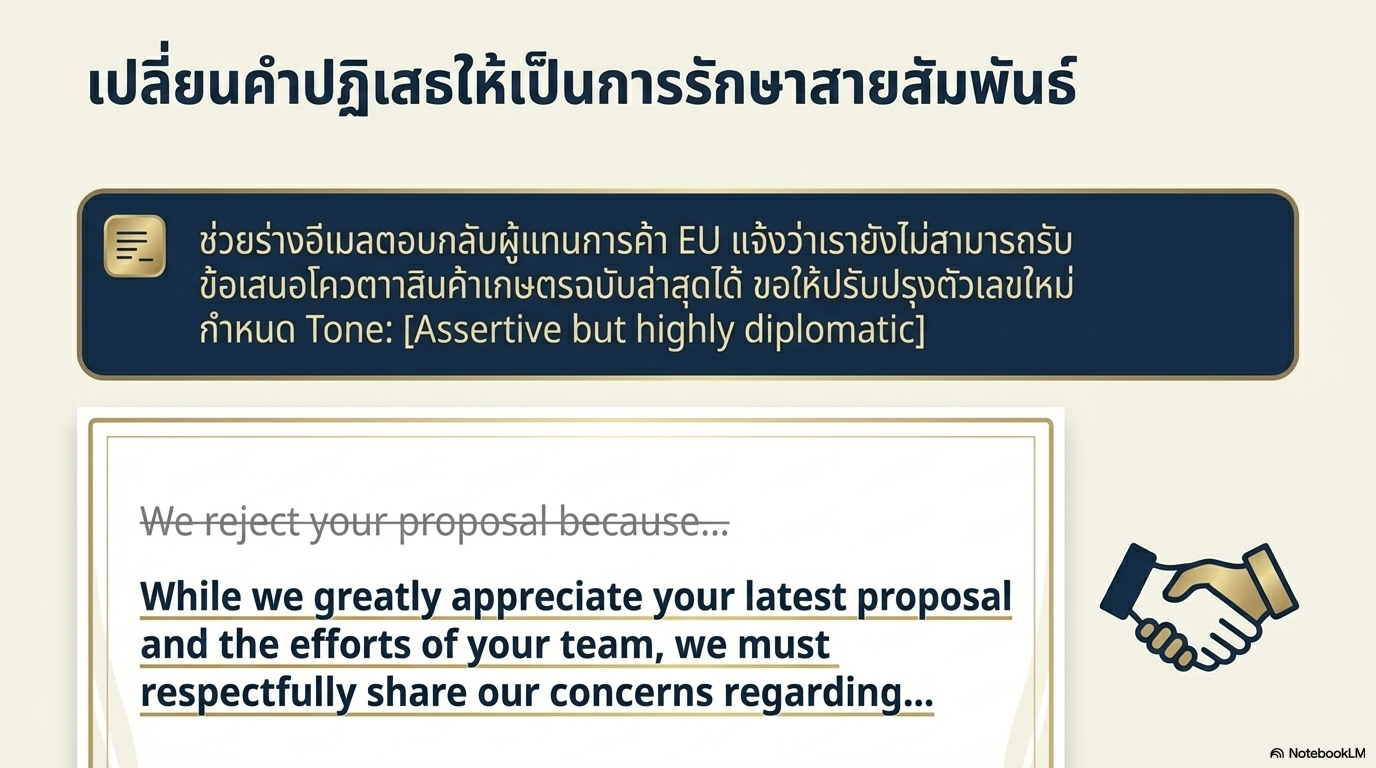 เปลี่ยนคำปฏิเสธให้เป็นการรักษาสายสัมพันธ์
ช่วยร่างอีเมลตอบกลับผู้แทนการค้า EU แจ้งว่าเรายังไม่สามารถรับ
ข้อเสนอโควตาาสินค้าเกษตรฉบับล่าสุดได้ ขอให้ปรับปรุงตัวเลขใหม่
กำหนด Tone: [Assertive but highly diplomatic]
We reject your proposal because...
While we greatly appreciate your latest proposal
and the efforts of your team, we must
respectfully share our concerns regarding...
NotebookLM